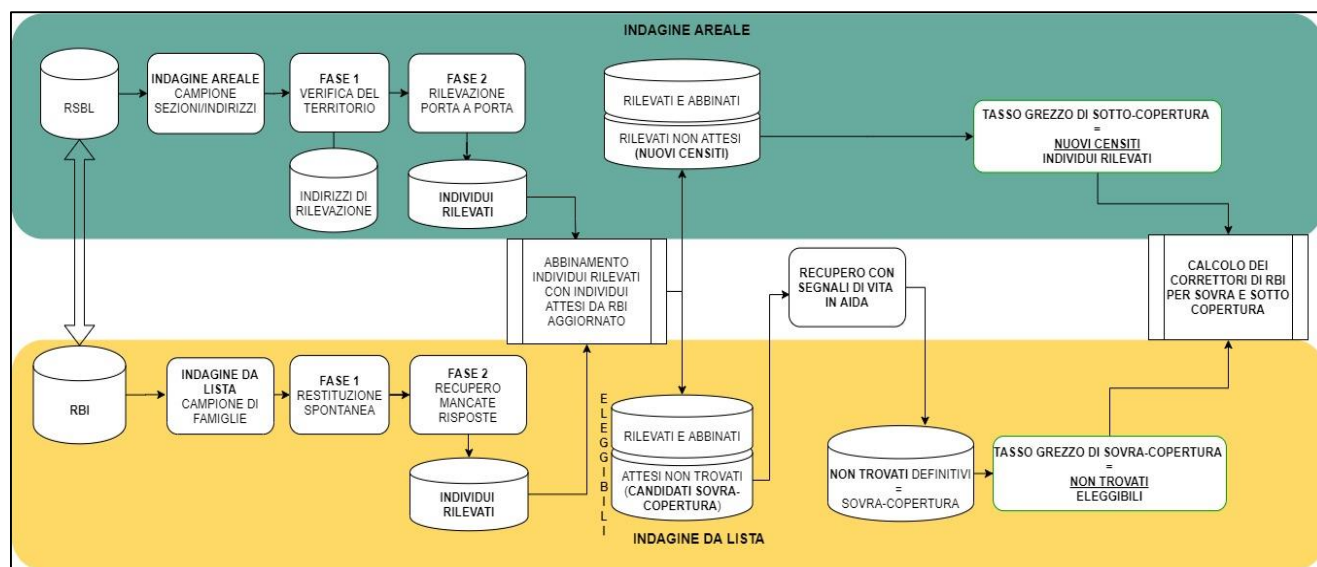 INDAGINE AREALE
RSBL
INDAGINE AREALE
CAMPIONE
SEZIONI/INDIRIZZI
FASE 1
VERIFICA DEL
TERRITORIO
FASE 2
RILEVAZIONE
PORTA A PORTA
INDIRIZZI DI
RILEVAZIONE
INDIVIDUI
RILEVATI
RILEVATI E ABBINATI
RILEVATI NON ATTESI
(NUOVI CENSITI)
TASSO GREZZO DI SOTTO-COPERTURA
=
NUOVI CENSITI
INDIVIDUI RILEVATI
ABBINAMENTO
INDIVIDUI RILEVATI
CON INDIVIDUI
ATTESI DA RBI
AGGIORNATO
RECUPERO CON
SEGNALI DI VITA
IN AIDA
CALCOLO DEI
CORRETTORI DI RBI
PER SOVRA E SOTTO
COPERTURA
RBI
INDAGINE DA
LISTA
CAMPIONE DI
FAMIGLIE
FASE 1
RESTITUZIONE
SPONTANEA
FASE 2
RECUPERO
MANCATE
RISPOSTE
INDIVIDUI
RILEVATI
ELEGGIBILI
RILEVATI E ABBINATI
ATTESI NON TROVATI
(CANDIDATI SOVRA-
COPERTURA)
NON TROVATI DEFINITIVI
=
SOVRA-COPERTURA
TASSO GREZZO DI SOVRA-COPERTURA
=
NON TROVATI
ELEGGIBILI
INDAGINE DA LISTA